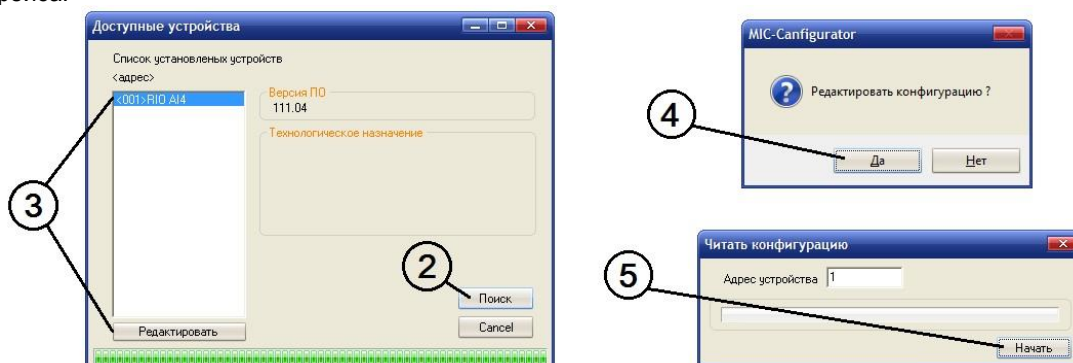 Доступные устройства
Список установленых устройств
<адрес>
<001>RIO AI4
Версия ПО
111.04
Технологическое назначение
3
2
Поиск
Редактировать
Cancel
MIC-Canfigurator
Редактировать конфигурацию ?
4
Да
Нет
Читать конфигурацию
5
Адрес устройства 1
Начать